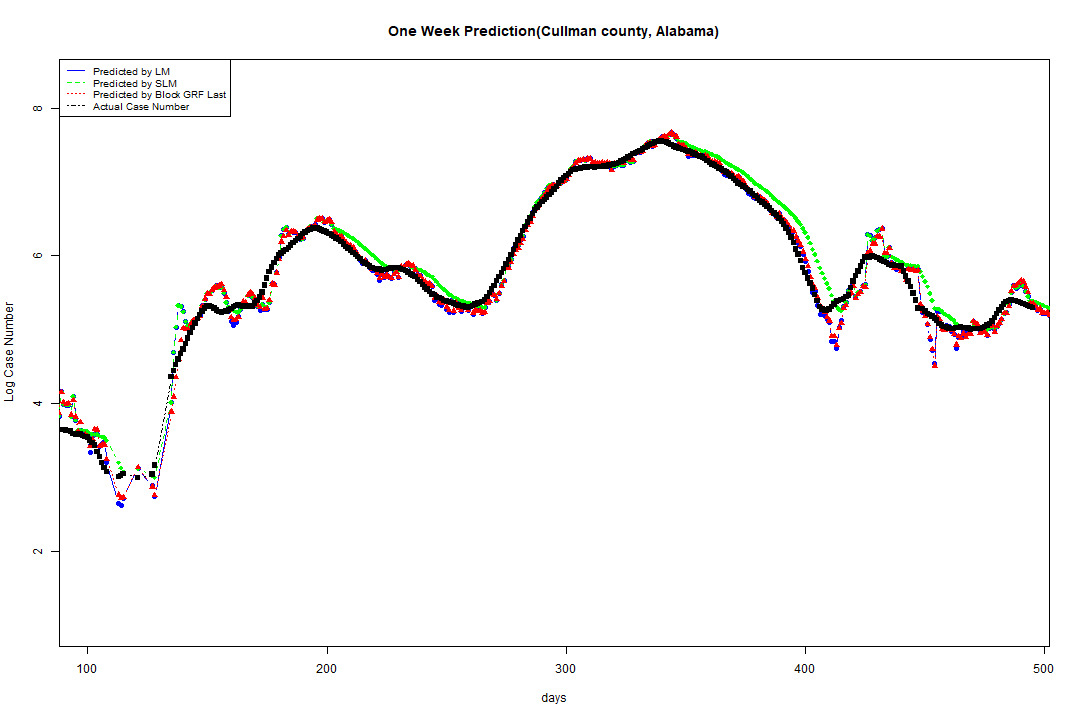 One Week Prediction(Cullman county, Alabama)
Predicted by LM
Predicted by SLM
Predicted by Block GRF Last
Actual Case Number
8
6
4
2
Log Case Number
100 200 300 400 500
days